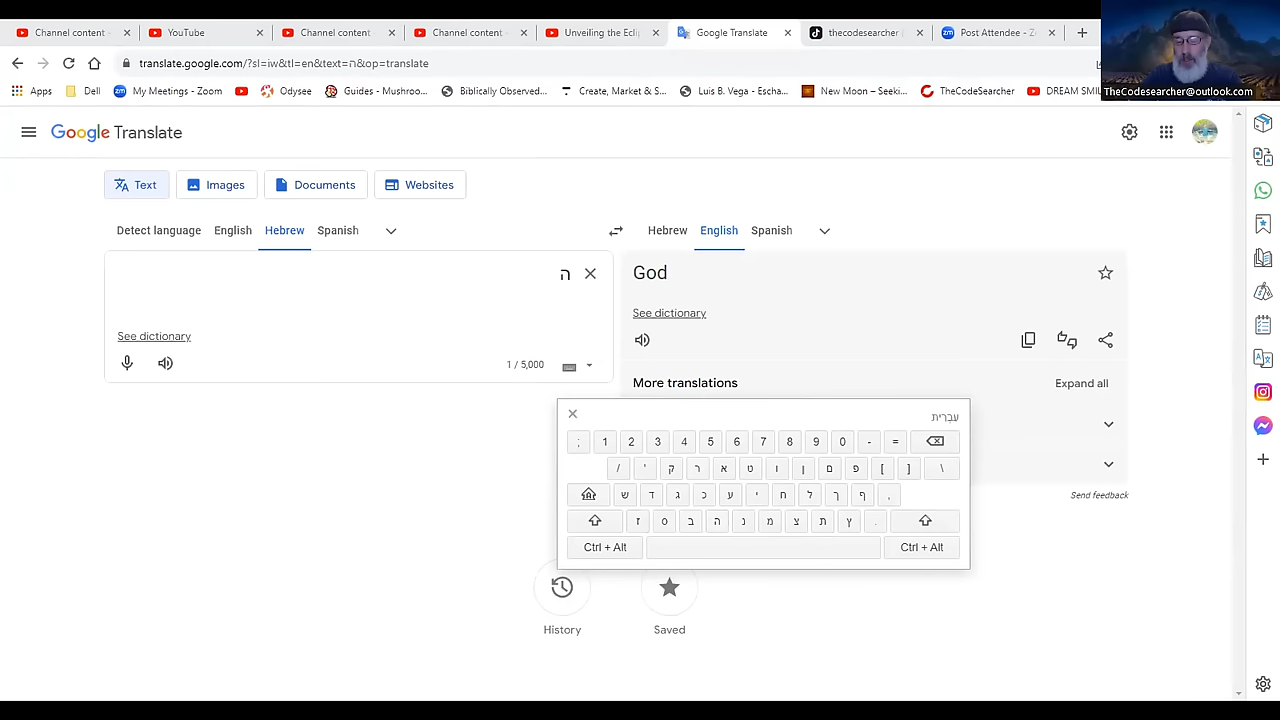 Channel content
YouTube
Channel content
Channel content
Unveiling the Ecli
Google Translate
thecodesearcher
Post Attendee - Z
translate.google.com/?sl=iw&tl=en&text=ה&op=translate
Apps
Dell
My Meetings - Zoom
Odysee
Guides - Mushroo...
Biblically Observed...
Create, Market & S...
Luis B. Vega - Escha...
New Moon – Seeki...
TheCodeSearcher
DREAM SMI
TheCodesearcher@outlook.com
Google Translate
Text
Images
Documents
Websites
Detect language
English
Hebrew
Spanish
Hebrew
English
Spanish
ה
See dictionary
1 / 5,000
God
See dictionary
More translations
Expand all
עברית
; 1 2 3 4 5 6 7 8 9 0 - =
/ ' ק ר א ט ו ן ם פ [ ] \
ש ד ג כ ע י ח ל ך ף ,
ז ס ב ה נ מ צ ת ץ .
Ctrl + Alt
Ctrl + Alt
Send feedback
History
Saved